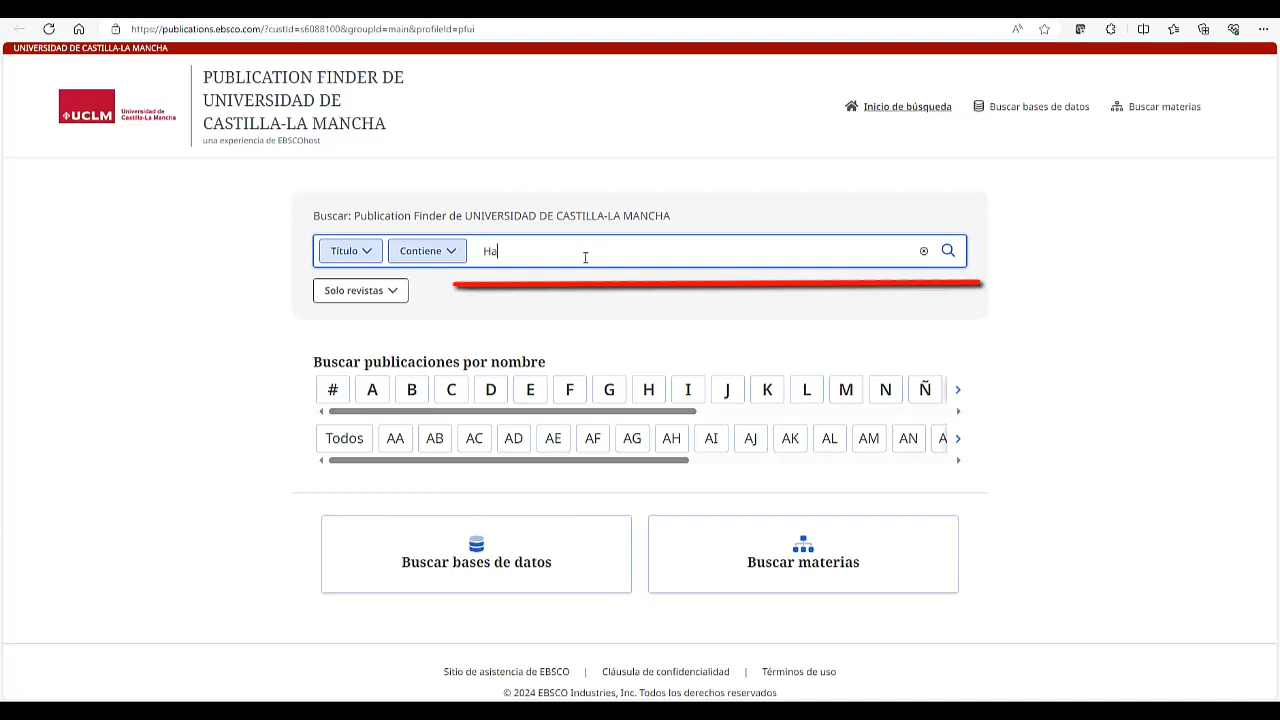 https://publications.ebsco.com/?custId=s6088100&groupId=main&profileId=pfui
UNIVERSIDAD DE CASTILLA-LA MANCHA
UCLM
Universidad de
Castilla-La Mancha
PUBLICATION FINDER DE
UNIVERSIDAD DE
CASTILLA-LA MANCHA
una experiencia de EBSCOhost
Inicio de búsqueda
Buscar bases de datos
Buscar materias
Buscar: Publication Finder de UNIVERSIDAD DE CASTILLA-LA MANCHA
Título Contiene Ha
Solo revistas
Buscar publicaciones por nombre
# A B C D E F G H I J K L M N Ñ
Todos AA AB AC AD AE AF AG AH AI AJ AK AL AM AN A
Buscar bases de datos
Buscar materias
Sitio de asistencia de EBSCO | Cláusula de confidencialidad | Términos de uso
© 2024 EBSCO Industries, Inc. Todos los derechos reservados